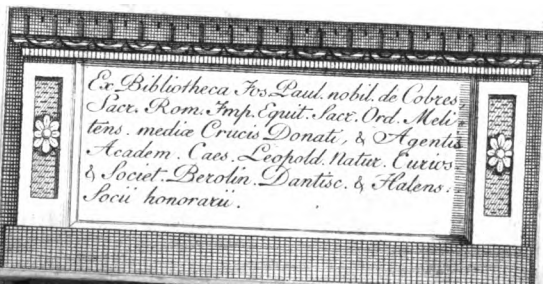 Ex Bibliotheca Jos. Paul. nobil. de Cobres
Sacr. Rom. Imp. Equit. Sacr. Ord. Meli-
tens. mediæ Crucis Donati, & Agentis
Academ. Caes. Leopold. Natur. Curios.
& Societ. Berolin. Dantisc. & Halens.
Socii honorarii.